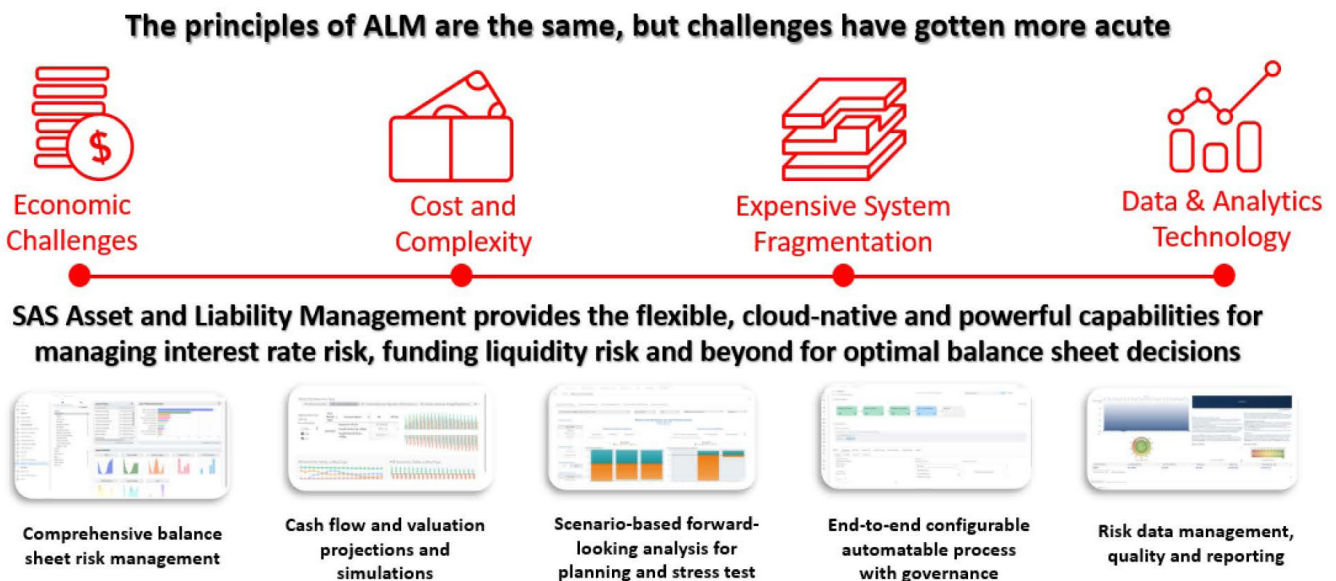 The principles of ALM are the same, but challenges have gotten more acute
$
Economic
Challenges
Cost and
Complexity
Expensive System
Fragmentation
Data & Analytics
Technology
SAS Asset and Liability Management provides the flexible, cloud-native and powerful capabilities for
managing interest rate risk, funding liquidity risk and beyond for optimal balance sheet decisions
Comprehensive balance
sheet risk management
Cash flow and valuation
projections and
simulations
Scenario-based forward-
looking analysis for
planning and stress test
End-to-end configurable
automatable process
with governance
Risk data management,
quality and reporting